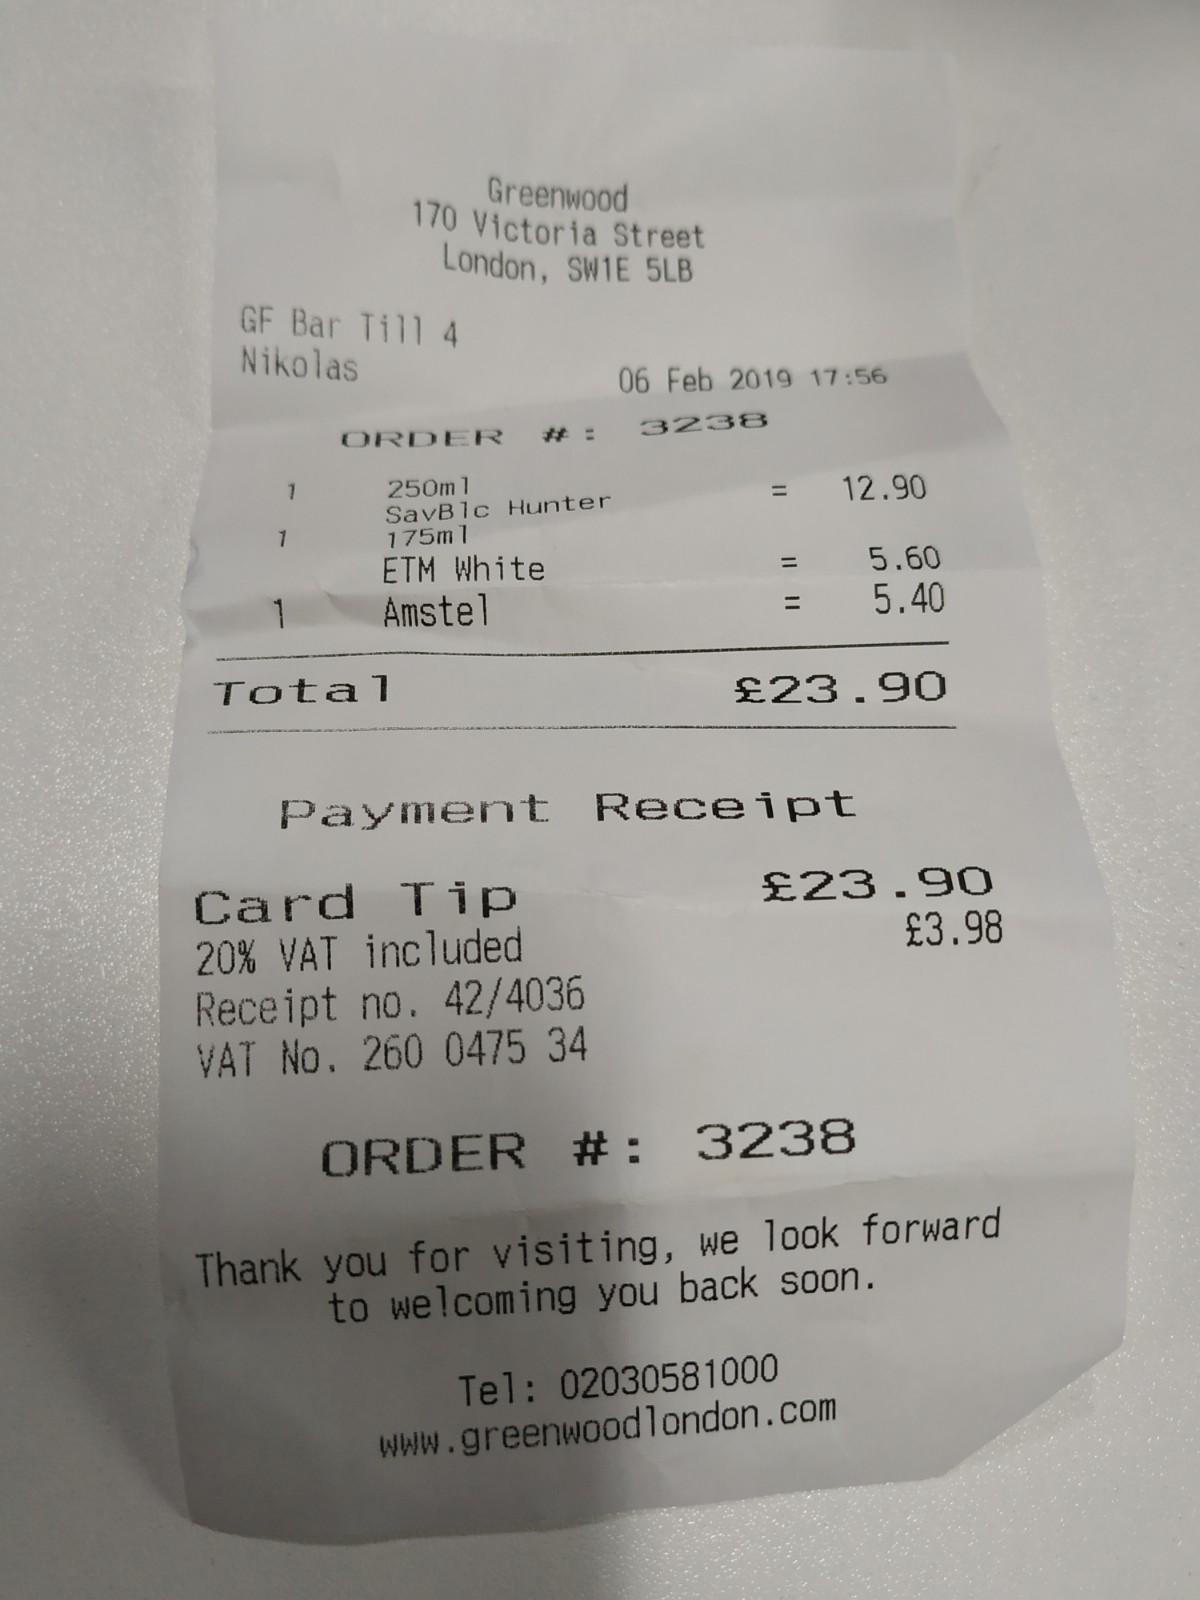 Greenwood
170 Victoria Street
London, SW1E 5LB
GF Bar Till 4
Nikolas
06 Feb 2019 17:56
ORDER #: 3238
1 250ml
SavBlc Hunter = 12.90
1 175ml
ETM White = 5.60
1 Amstel = 5.40
Total £23.90
Payment Receipt
Card Tip £23.90
20% VAT included £3.98
Receipt no. 42/4036
VAT No. 260 0475 34
ORDER #: 3238
Thank you for visiting, we look forward
to welcoming you back soon.
Tel: 02030581000
www.greenwoodlondon.com